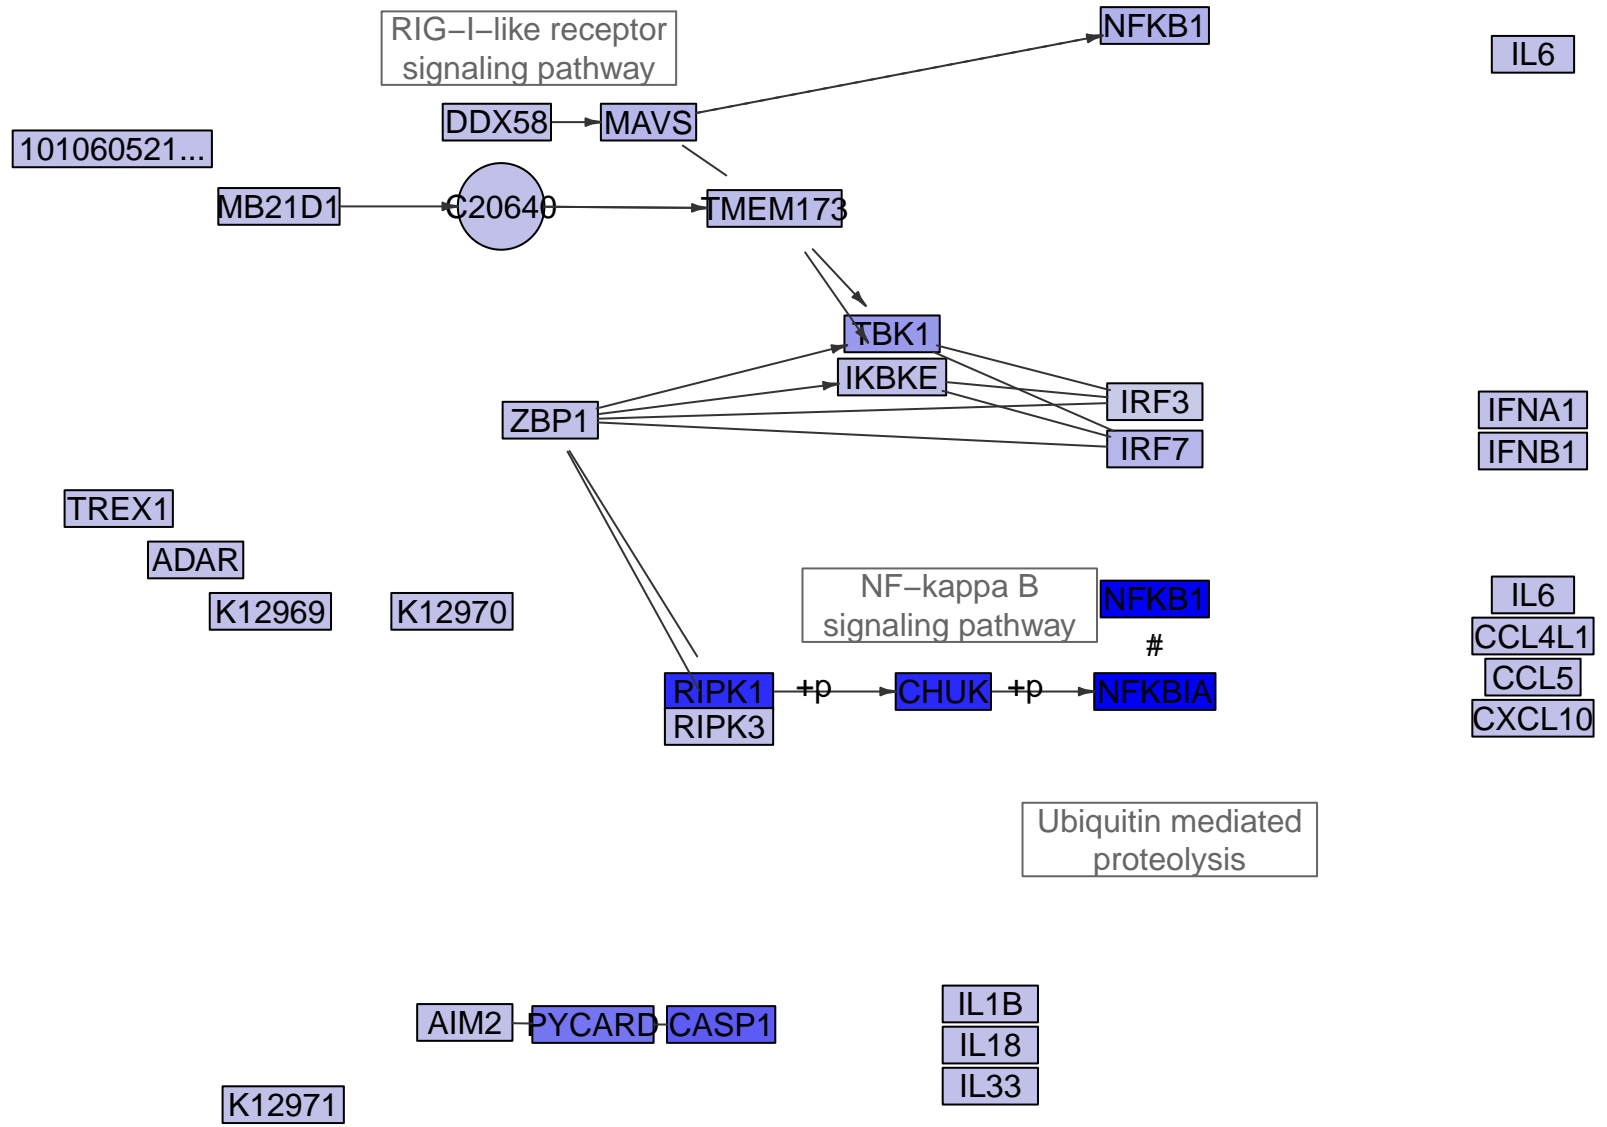 RIG−I−like receptor
signaling pathway
NFKB1
IL6
DDX58
MAVS
101060521...
MB21D1
C20640
TMEM173
TBK1
IKBKE
ZBP1
IRF3
IRF7
IFNA1
IFNB1
TREX1
ADAR
K12969
K12970
NF−kappa B
signaling pathway
NFKB1
#
IL6
CCL4L1
CCL5
CXCL10
RIPK1
+p
CHUK
+p
NFKBIA
RIPK3
Ubiquitin mediated
proteolysis
AIM2
PYCARD
CASP1
IL1B
IL18
IL33
K12971